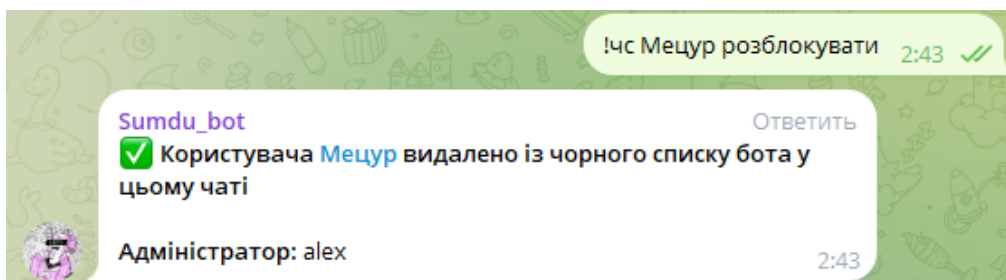 !чс Мецур розблокувати 2:43
Sumdu_bot Ответить
✅ Користувача Мецур видалено із чорного списку бота у
цьому чаті
Адміністратор: alex
2:43